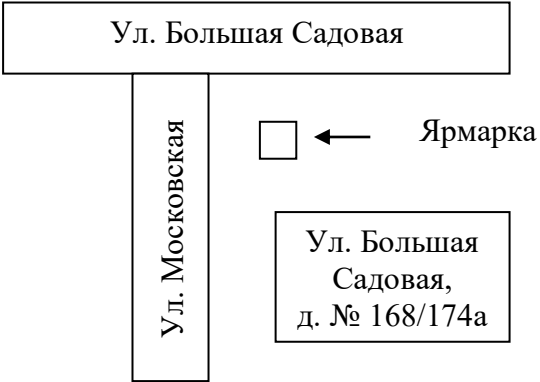 Ул. Большая Садовая
Ул. Московская
Ярмарка
Ул. Большая
Садовая,
д. № 168/174а